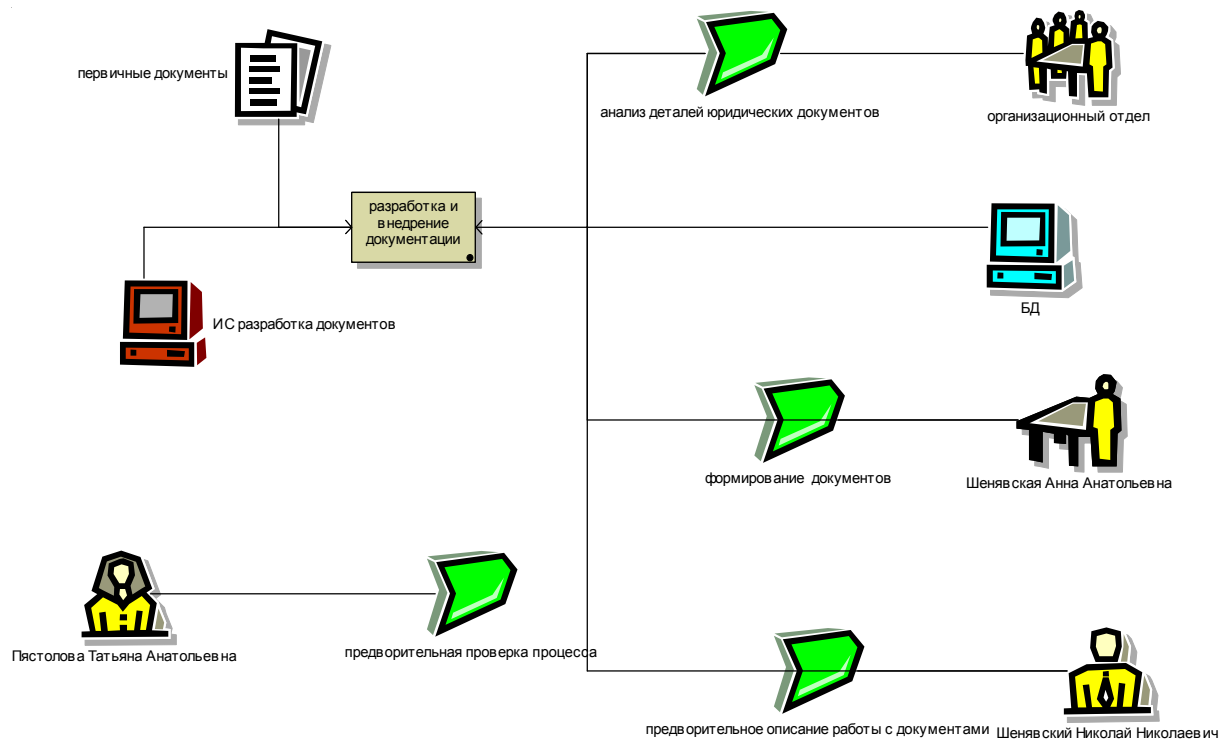 первичные документы
анализ деталей юридических документов
организационный отдел
разработка и
внедрение
документации
ИС разработка документов
БД
формирование документов
Шенявская Анна Анатольевна
Пястолова Татьяна Анатольевна
предворительная проверка процесса
предворительное описание работы с документами
Шенявский Николай Николаевич